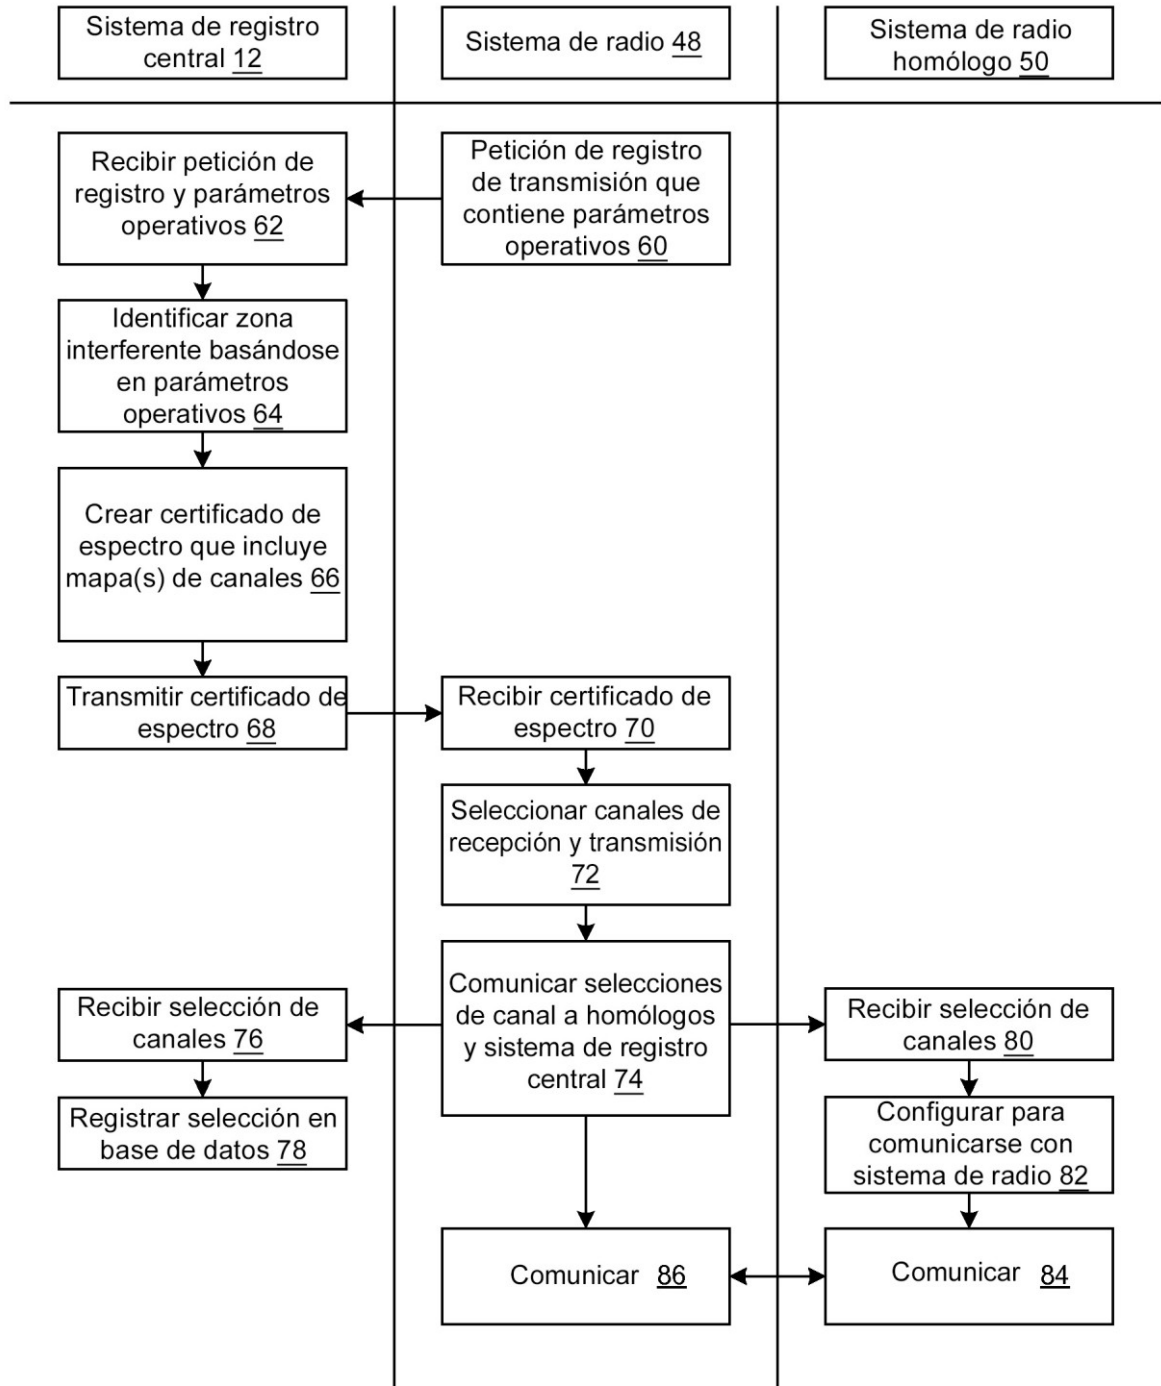 Sistema de registro
central 12
Sistema de radio 48
Sistema de radio
homólogo 50
Recibir petición de
registro y parámetros
operativos 62
Petición de registro
de transmisión que
contiene parámetros
operativos 60
Identificar zona
interferente basándose
en parámetros
operativos 64
Crear certificado de
espectro que incluye
mapa(s) de canales 66
Transmitir certificado de
espectro 68
Recibir certificado de
espectro 70
Seleccionar canales de
recepción y transmisión
72
Comunicar selecciones
de canal a homólogos
y sistema de registro
central 74
Recibir selección de
canales 76
Recibir selección de
canales 80
Registrar selección en
base de datos 78
Configurar para
comunicarse con
sistema de radio 82
Comunicar 86
Comunicar 84